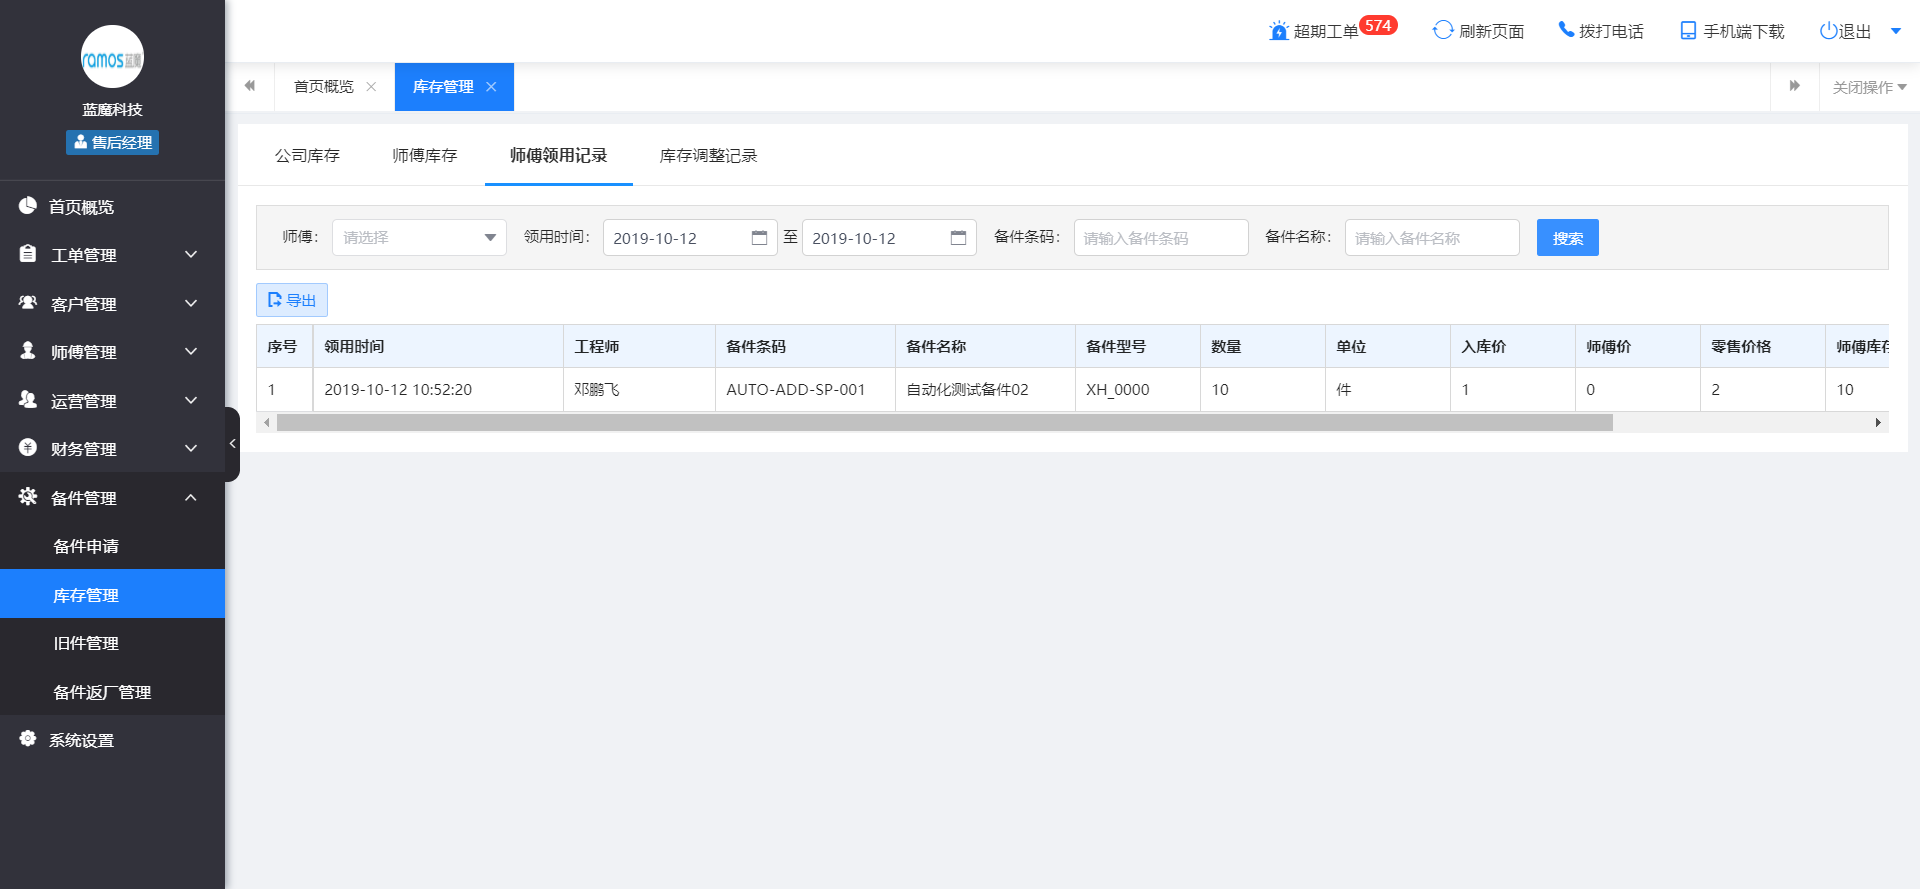 ramos蓝魔
蓝魔科技
售后经理
首页概览
工单管理
客户管理
师傅管理
运营管理
财务管理
备件管理
备件申请
库存管理
旧件管理
备件返厂管理
系统设置
超期工单 574 刷新页面 拨打电话 手机端下载 退出
首页概览 库存管理 关闭操作
公司库存 师傅库存 师傅领用记录 库存调整记录
师傅： 请选择 领用时间： 2019-10-12 至 2019-10-12 备件条码： 请输入备件条码 备件名称： 请输入备件名称 搜索
导出
序号 领用时间 工程师 备件条码 备件名称 备件型号 数量 单位 入库价 师傅价 零售价格 师傅库存
1 2019-10-12 10:52:20 邓鹏飞 AUTO-ADD-SP-001 自动化测试备件02 XH_0000 10 件 1 0 2 10